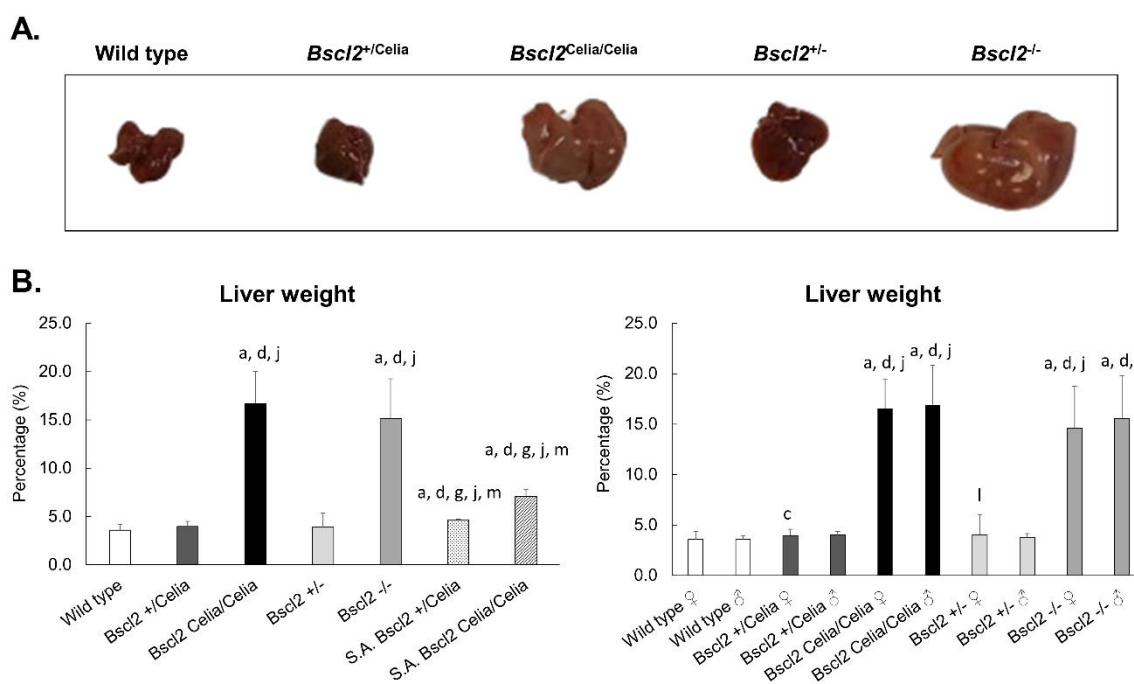 A.
Wild type
Bscl2+/Celia
Bscl2Celia/Celia
Bscl2+/-
Bscl2-/-
B.
Liver weight
Percentage (%)
25.0
20.0
15.0
10.0
5.0
0.0
a, d, j
a, d, j
a, d, g, j, m
a, d, g, j, m
Wild type
Bscl2 +/Celia
Bscl2 Celia/Celia
Bscl2 +/-
Bscl2 -/-
S.A. Bscl2 +/Celia
S.A. Bscl2 Celia/Celia
Liver weight
Percentage (%)
25.0
20.0
15.0
10.0
5.0
0.0
c
a, d, j
a, d, j
l
a, d, j
a, d,
Wild type ♀
Wild type ♂
Bscl2 +/Celia ♀
Bscl2 +/Celia ♂
Bscl2 Celia/Celia ♀
Bscl2 Celia/Celia ♂
Bscl2 +/- ♀
Bscl2 +/- ♂
Bscl2 -/- ♀
Bscl2 -/- ♂